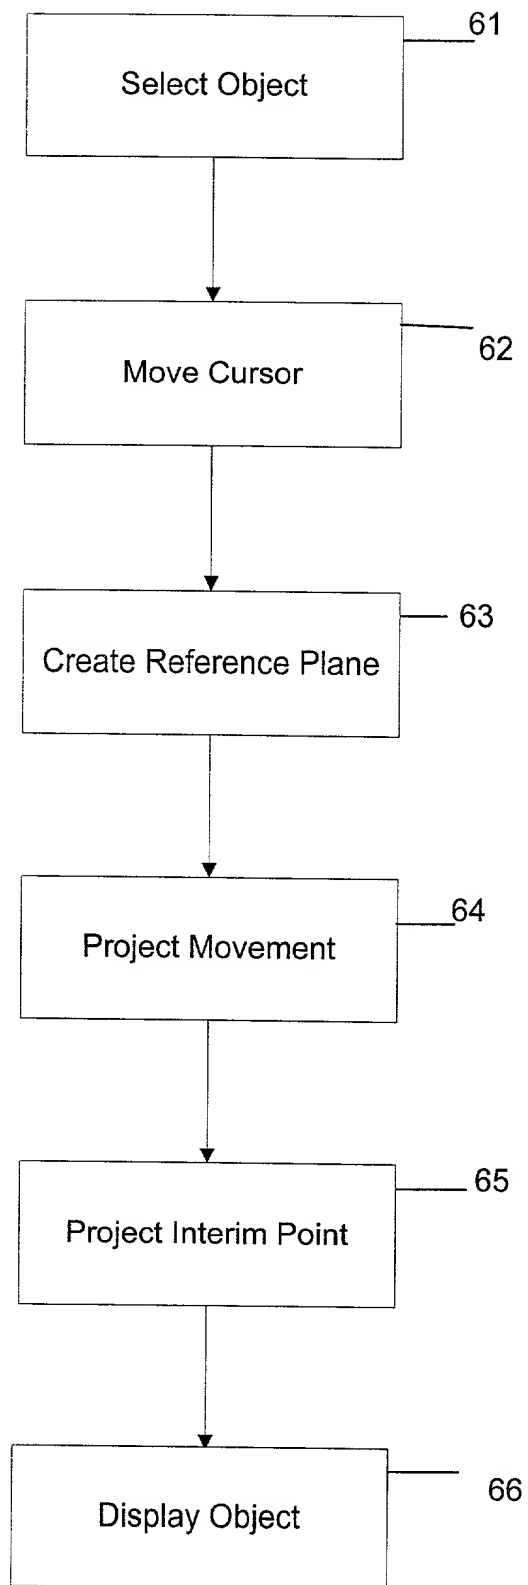 61
Select Object
62
Move Cursor
63
Create Reference Plane
64
Project Movement
65
Project Interim Point
66
Display Object